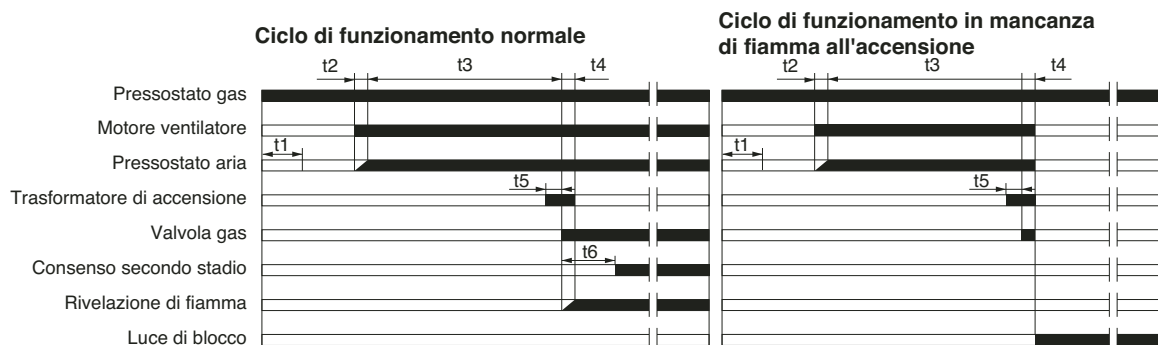 Ciclo di funzionamento normale
Ciclo di funzionamento in mancanza
di fiamma all'accensione
t2 t3 t4 t2 t3 t4
Pressostato gas
Motore ventilatore
t1 t1
Pressostato aria
t5 t5
Trasformatore di accensione
Valvola gas
t6
Consenso secondo stadio
Rivelazione di fiamma
Luce di blocco